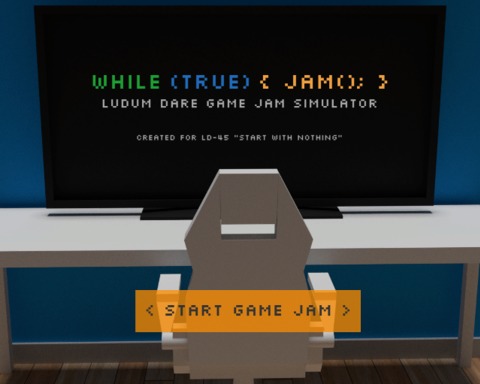 WHILE (TRUE) { JAM(); }
LUDUM DARE GAME JAM SIMULATOR
CREATED FOR LD-45 "START WITH NOTHING"
< START GAME JAM >